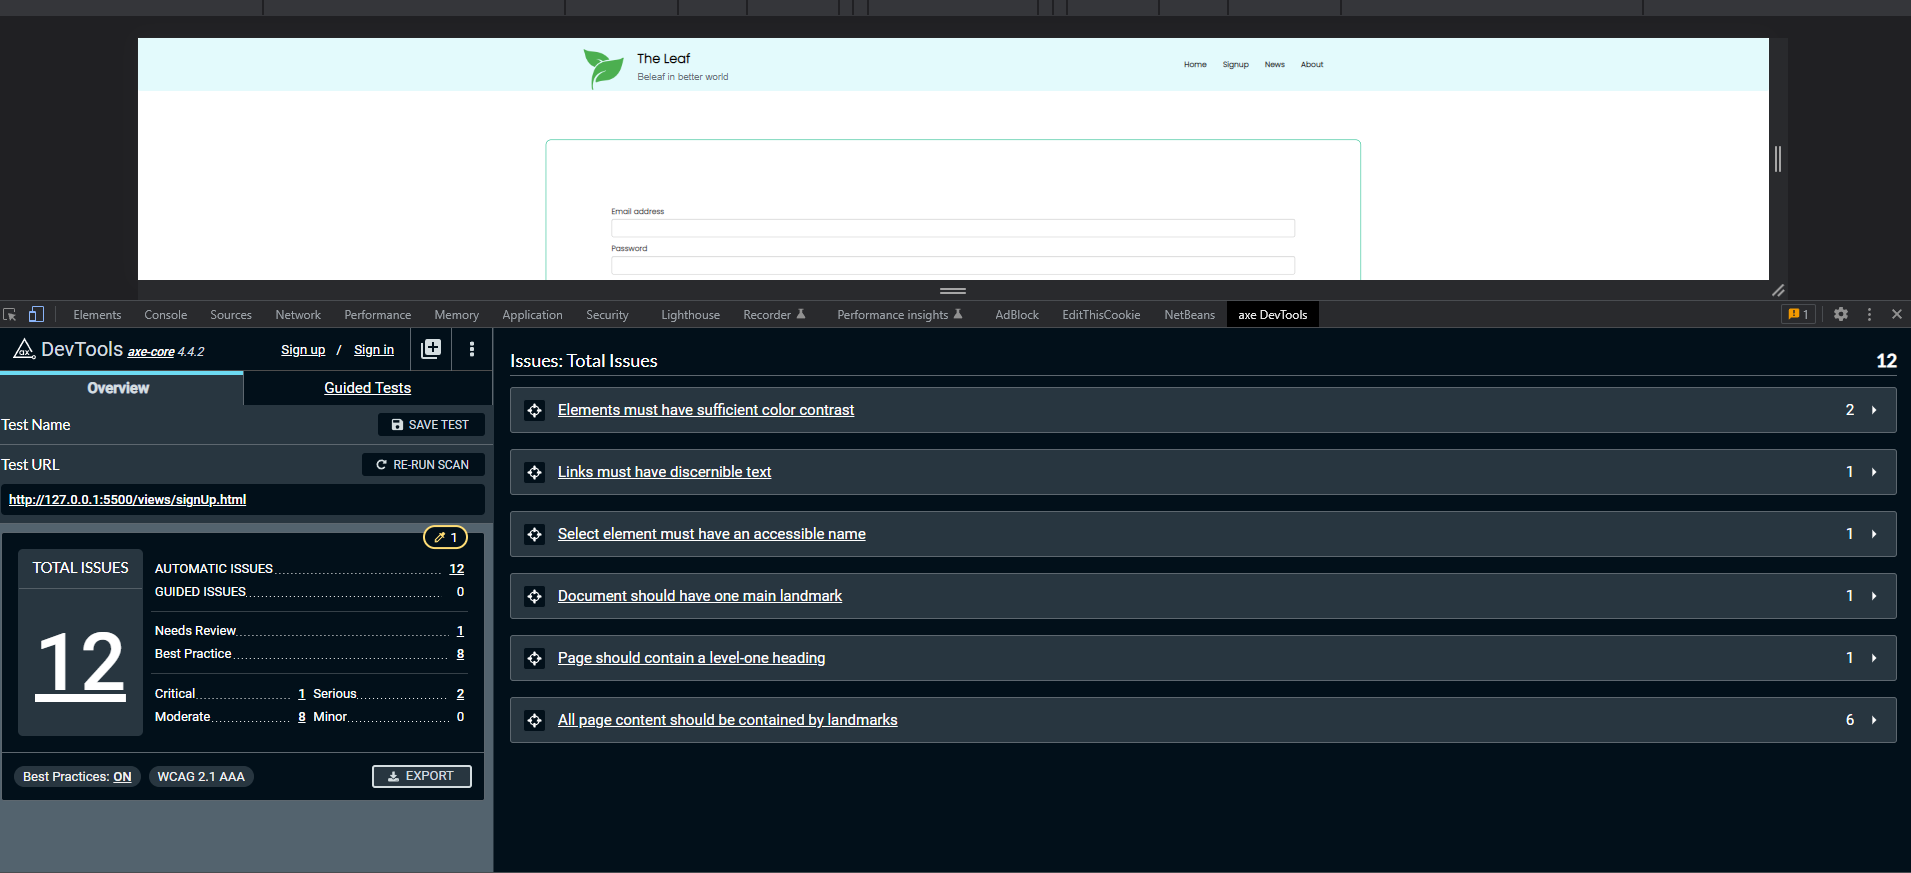 The Leaf
Beleaf in better world
Home Signup News About
Email address
Password
Elements Console Sources Network Performance Memory Application Security Lighthouse Recorder Performance insights AdBlock EditThisCookie NetBeans axe DevTools 1
DevTools axe-core 4.4.2 Sign up / Sign in
Overview Guided Tests
Test Name SAVE TEST
Test URL RE-RUN SCAN
http://127.0.0.1:5500/views/signUp.html
1
TOTAL ISSUES
12
AUTOMATIC ISSUES 12
GUIDED ISSUES 0
Needs Review 1
Best Practice 8
Critical 1 Serious 2
Moderate 8 Minor 0
Best Practices: ON WCAG 2.1 AAA EXPORT
Issues: Total Issues 12
Elements must have sufficient color contrast 2
Links must have discernible text 1
Select element must have an accessible name 1
Document should have one main landmark 1
Page should contain a level-one heading 1
All page content should be contained by landmarks 6